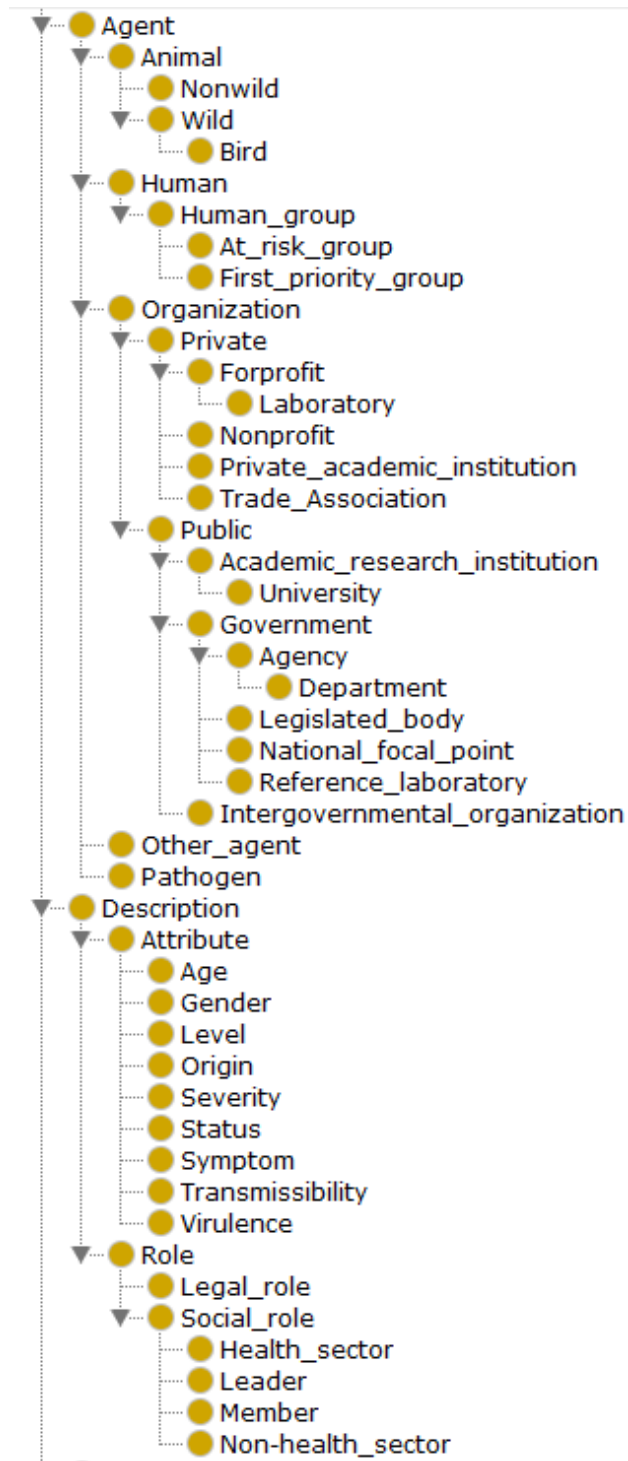 Agent
Animal
Nonwild
Wild
Bird
Human
Human_group
At_risk_group
First_priority_group
Organization
Private
Forprofit
Laboratory
Nonprofit
Private_academic_institution
Trade_Association
Public
Academic_research_institution
University
Government
Agency
Department
Legislated_body
National_focal_point
Reference_laboratory
Intergovernmental_organization
Other_agent
Pathogen
Description
Attribute
Age
Gender
Level
Origin
Severity
Status
Symptom
Transmissibility
Virulence
Role
Legal_role
Social_role
Health_sector
Leader
Member
Non-health_sector